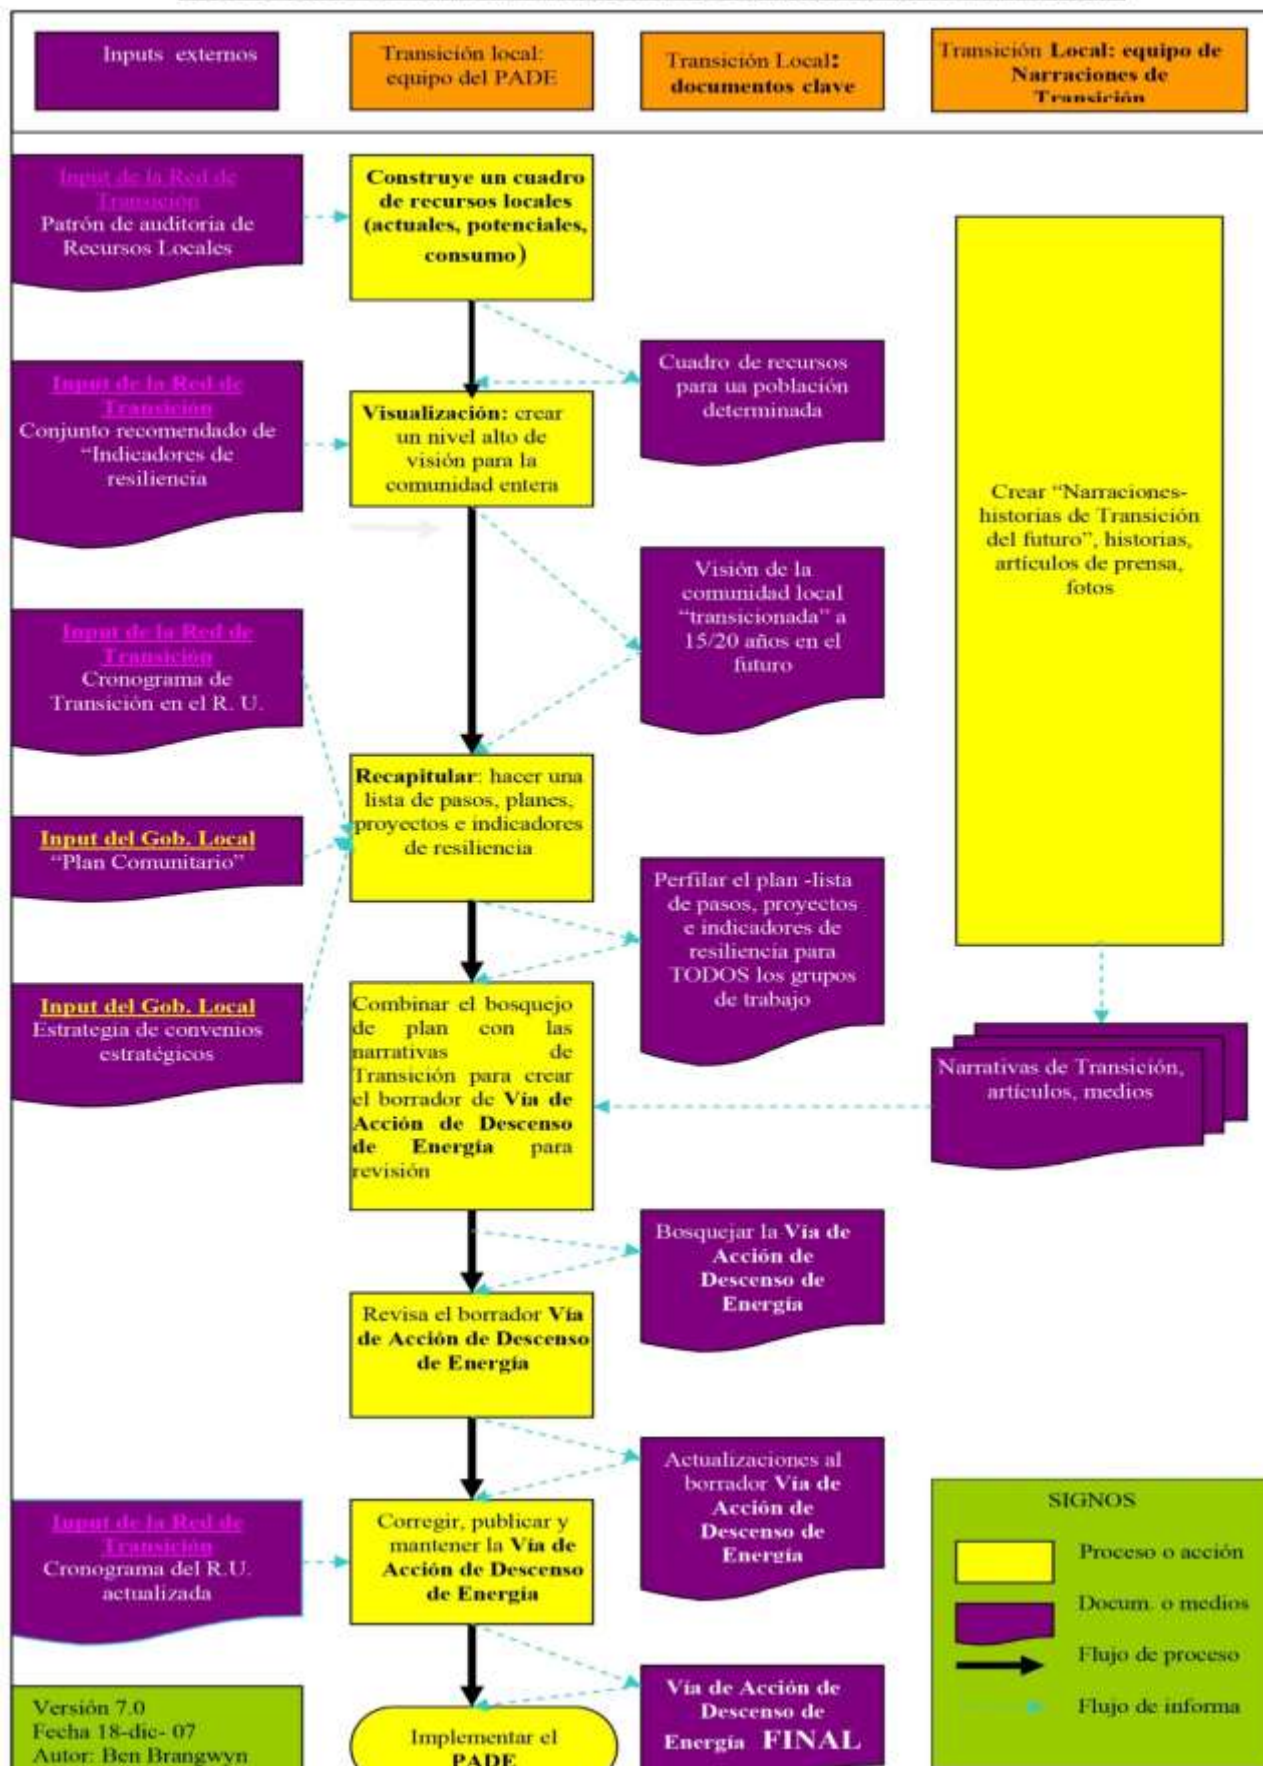 Inputs externos
Transición local:
equipo del PADE
Transición Local:
documentos clave
Transición Local: equipo de
Narraciones de
Transición
Input de la Red de
Transición
Patrón de auditoría de
Recursos Locales
Construye un cuadro
de recursos locales
(actuales, potenciales,
consumo)
Cuadro de recursos
para ua población
determinada
Input de la Red de
Transición
Conjunto recomendado de
“Indicadores de
resiliencia
Visualización: crear
un nivel alto de
visión para la
comunidad entera
Crear “Narraciones-
historias de Transición
del futuro”, historias,
artículos de prensa,
fotos
Visión de la
comunidad local
“transicionada” a
15/20 años en el
futuro
Input de la Red de
Transición
Cronograma de
Transición en el R. U.
Recapitular: hacer una
lista de pasos, planes,
proyectos e indicadores
de resiliencia
Input del Gob. Local
“Plan Comunitario”
Perfilar el plan -lista
de pasos, proyectos
e indicadores de
resiliencia para
TODOS los grupos
de trabajo
Input del Gob. Local
Estrategia de convenios
estratégicos
Combinar el bosquejo
de plan con las
narrativas de
Transición para crear
el borrador de Vía de
Acción de Descenso
de Energía para
revisión
Narrativas de Transición,
artículos, medios
Bosquejar la Vía de
Acción de
Descenso de
Energía
Revisa el borrador Vía
de Acción de Descenso
de Energía
Actualizaciones al
borrador Vía de
Acción de
Descenso de
Energía
Input de la Red de
Transición
Cronograma del R.U.
actualizada
Corregir, publicar y
mantener la Vía de
Acción de Descenso
de Energía
Vía de Acción de
Descenso de
Energía FINAL
Implementar el
PADE
Versión 7.0
Fecha 18-dic- 07
Autor: Ben Brangwyn
SIGNOS
Proceso o acción
Docum. o medios
Flujo de proceso
Flujo de informa